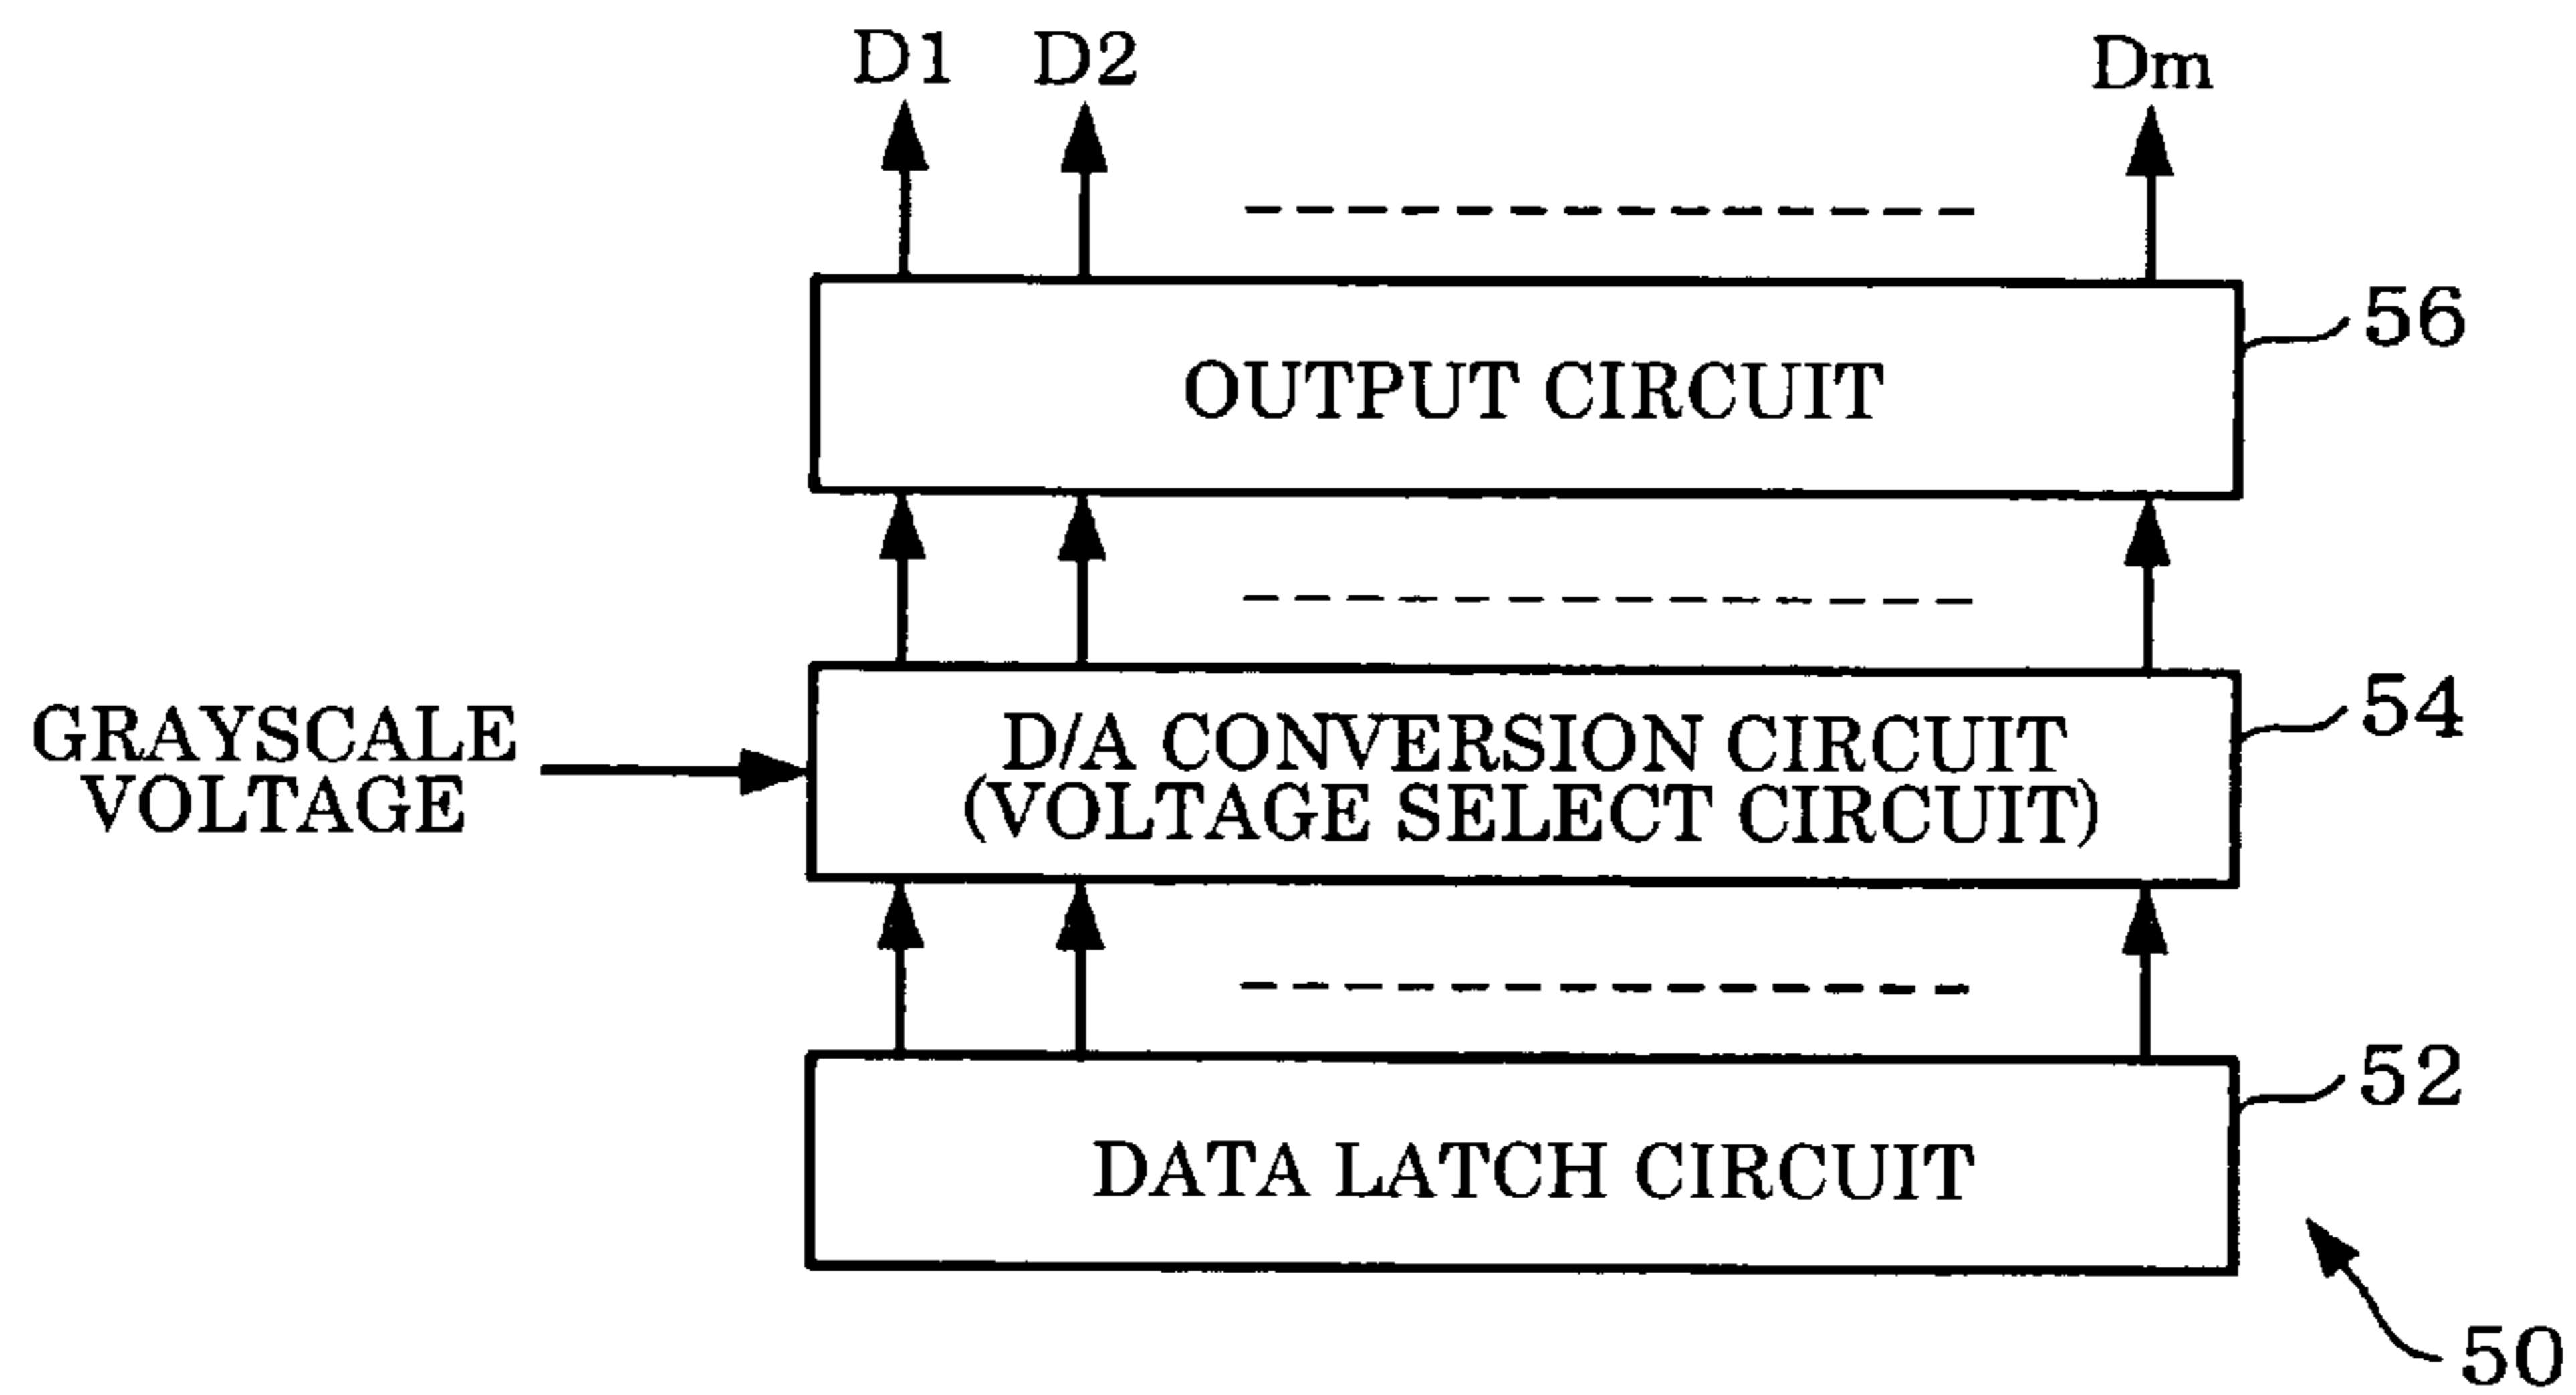 D1 D2 Dm
56
OUTPUT CIRCUIT
54
GRAYSCALE
VOLTAGE
D/A CONVERSION CIRCUIT
(VOLTAGE SELECT CIRCUIT)
52
DATA LATCH CIRCUIT
50